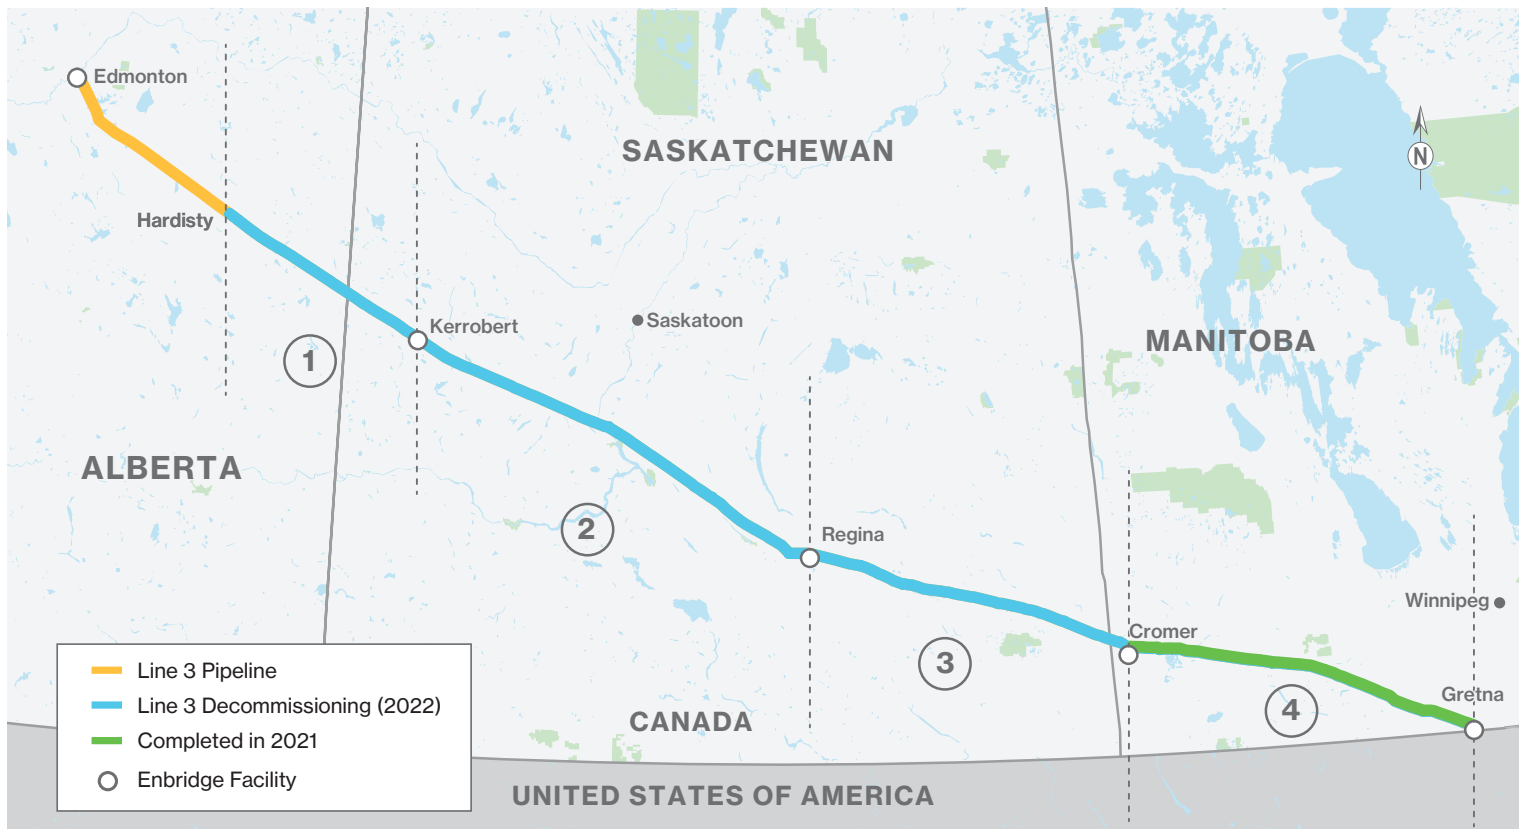 Edmonton
N
SASKATCHEWAN
Hardisty
Kerrobert
Saskatoon
MANITOBA
1
ALBERTA
2
Regina
Winnipeg
Cromer
3
Gretna
4
CANADA
Line 3 Pipeline
Line 3 Decommissioning (2022)
Completed in 2021
Enbridge Facility
UNITED STATES OF AMERICA